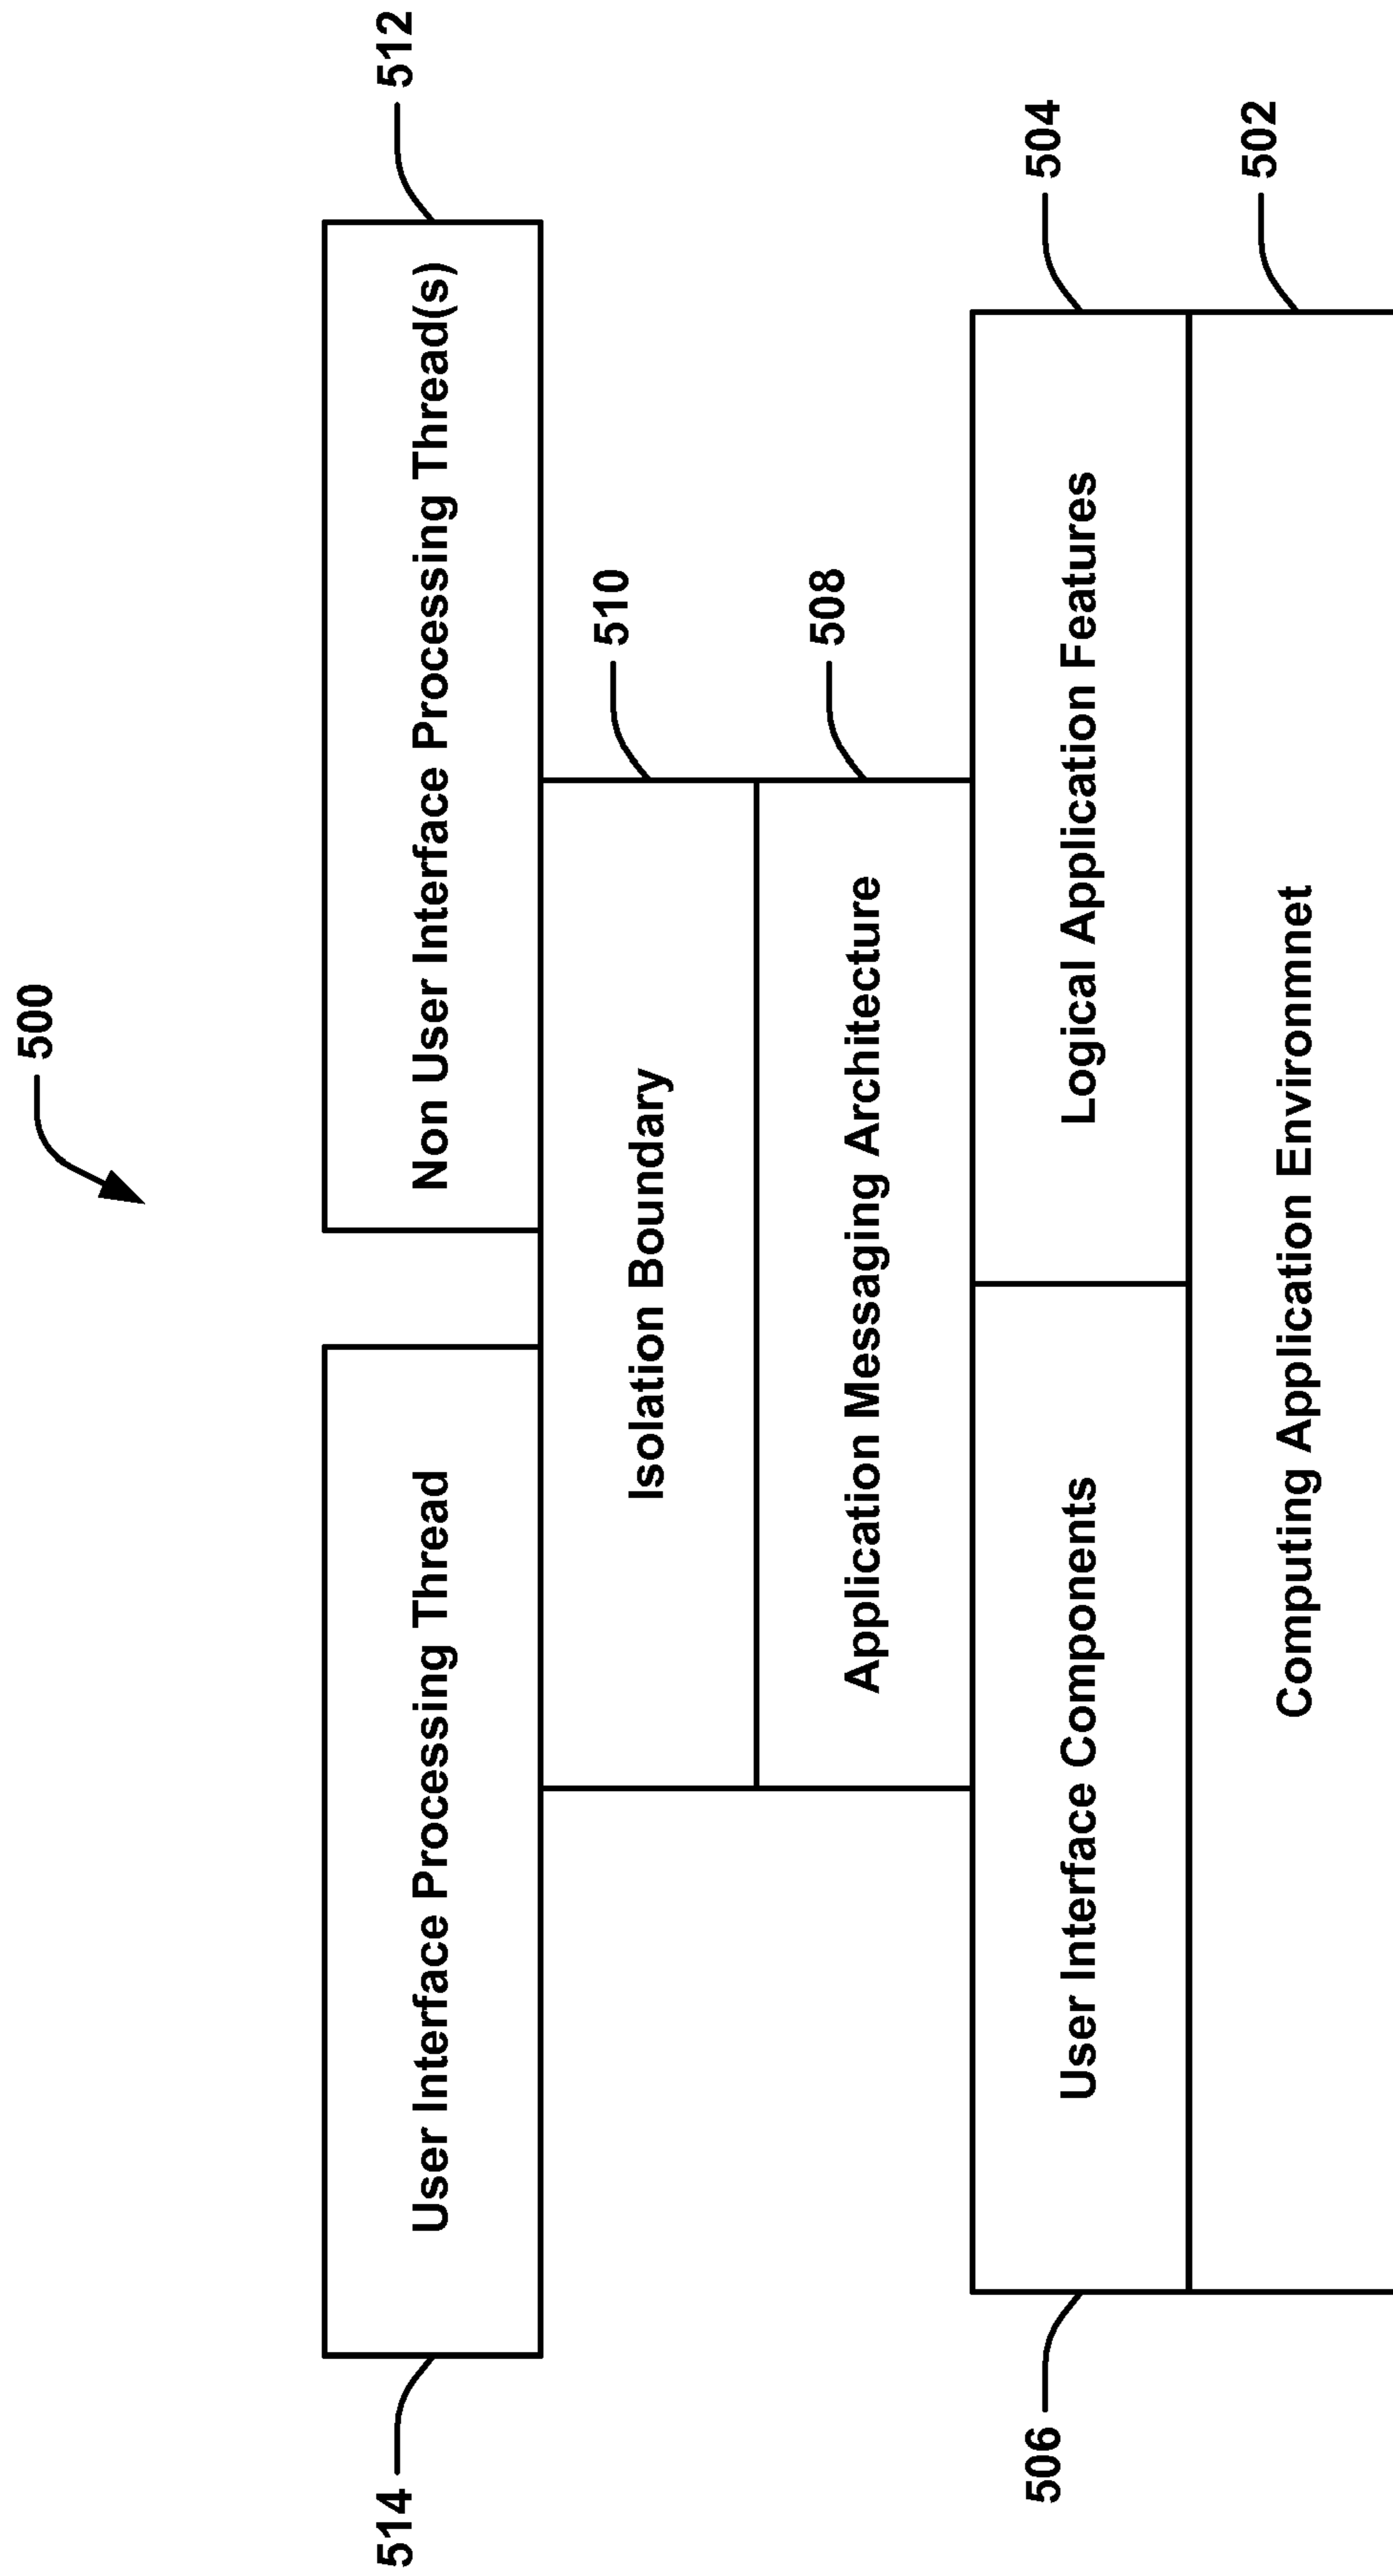 500
514
User Interface Processing Thread
Non User Interface Processing Thread(s)
512
Isolation Boundary
510
Application Messaging Architecture
508
506
User Interface Components
Logical Application Features
504
Computing Application Enviromnet
502